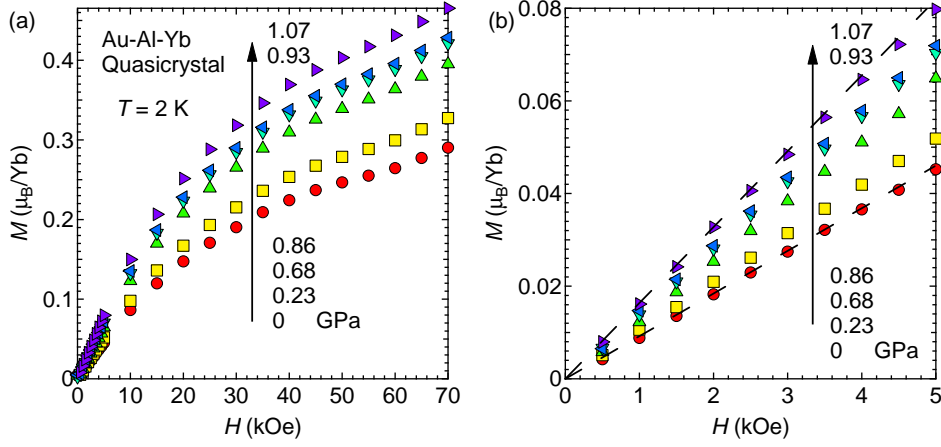 (a)
Au-Al-Yb
Quasicrystal
T = 2 K
1.07
0.93
0.86
0.68
0.23
0 GPa
0.4
0.3
0.2
0.1
0
M (μB/Yb)
0 10 20 30 40 50 60 70
H (kOe)
(b)
1.07
0.93
0.86
0.68
0.23
0 GPa
0.08
0.06
0.04
0.02
0
M (μB/Yb)
0 1 2 3 4 5
H (kOe)